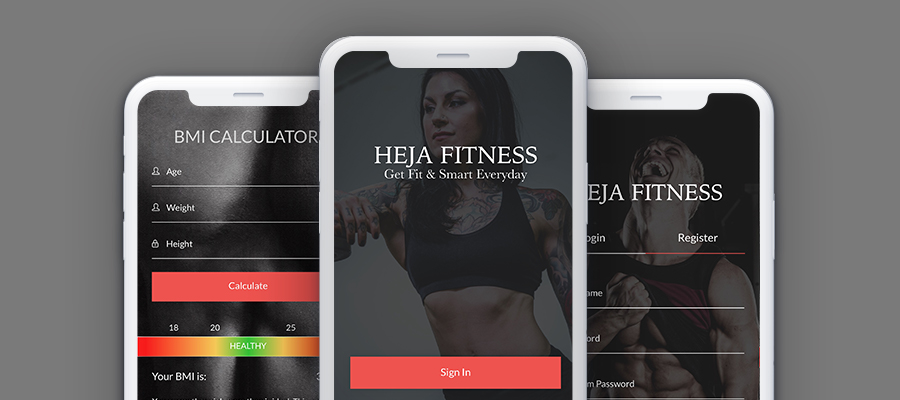 BMI CALCULATOR
Age
Weight
Height
Calculate
18 20 25
HEALTHY
Your BMI is:
HEJA FITNESS
Get Fit & Smart Everyday
Sign In
EJA FITNESS
ogin Register
ame
ord
m Password